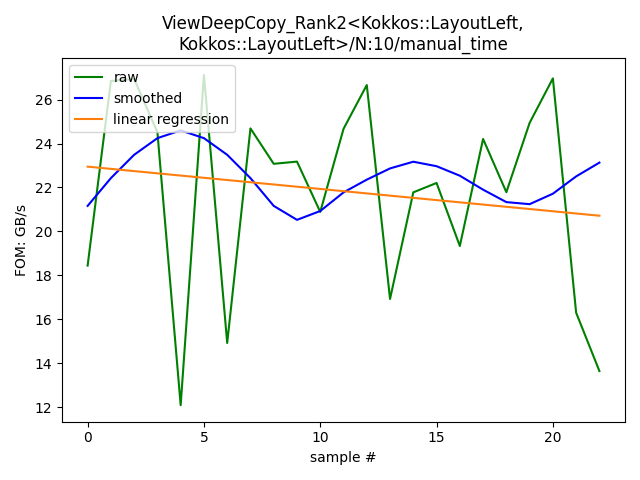 ViewDeepCopy_Rank2<Kokkos::LayoutLeft,
Kokkos::LayoutLeft>/N:10/manual_time
raw
smoothed
linear regression
FOM: GB/s
26
24
22
20
18
16
14
12
0
5
10
15
20
sample #